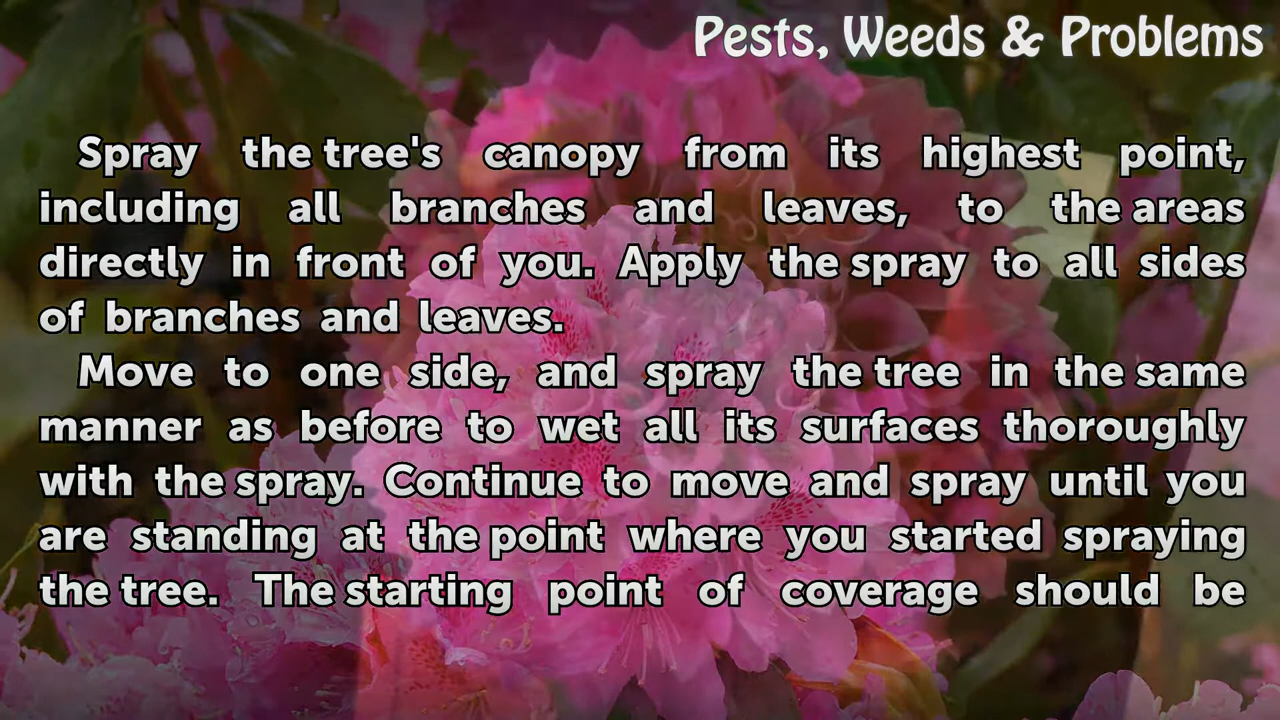 Pests, Weeds & Problems
Spray the tree's canopy from its highest point,
including all branches and leaves, to the areas
directly in front of you. Apply the spray to all sides
of branches and leaves.
Move to one side, and spray the tree in the same
manner as before to wet all its surfaces thoroughly
with the spray. Continue to move and spray until you
are standing at the point where you started spraying
the tree. The starting point of coverage should be